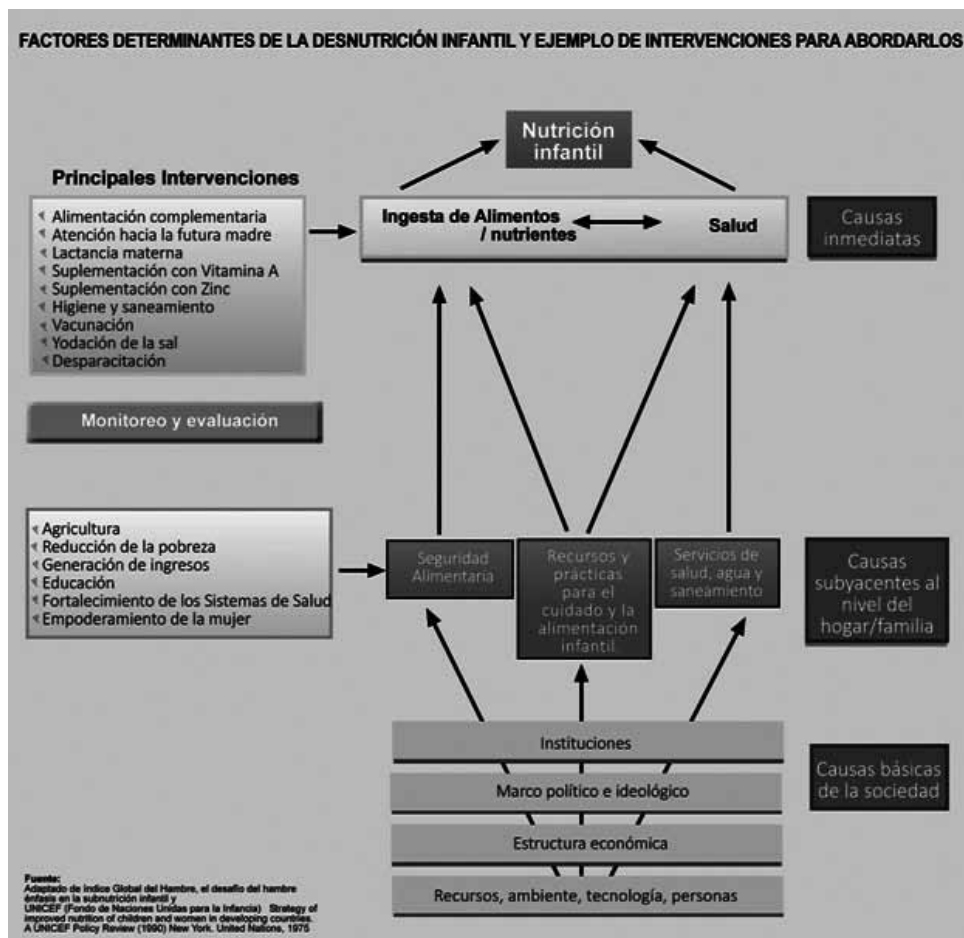 FACTORES DETERMINANTES DE LA DESNUTRICIÓN INFANTIL Y EJEMPLO DE INTERVENCIONES PARA ABORDARLOS
Nutrición
infantil
Principales Intervenciones
Alimentación complementaria
Atención hacia la futura madre
Lactancia materna
Suplementación con Vitamina A
Suplementación con Zinc
Higiene y saneamiento
Vacunación
Yodación de la sal
Desparacitación
Ingesta de Alimentos
/ nutrientes
Salud
Causas
inmediatas
Monitoreo y evaluación
Agricultura
Reducción de la pobreza
Generación de ingresos
Educación
Fortalecimiento de los Sistemas de Salud
Empoderamiento de la mujer
Seguridad
Alimentaria
Recursos y
prácticas
para el
cuidado y la
alimentación
infantil.
Servicios de
salud, agua y
saneamiento
Causas
subyacentes al
nivel del
hogar/familia
Instituciones
Marco político e ideológico
Estructura económica
Recursos, ambiente, tecnología, personas
Causas básicas
de la sociedad
Fuente:
Adaptado de Indice Global del Hambre, el desafío del hambre
énfasis en la subnutrición infantil y
UNICEF (Fondo de Naciones Unidas para la Infancia) Strategy of
improved nutrition of children and women in developing countries.
A UNICEF Policy Review (1990) New York. United Nations, 1975